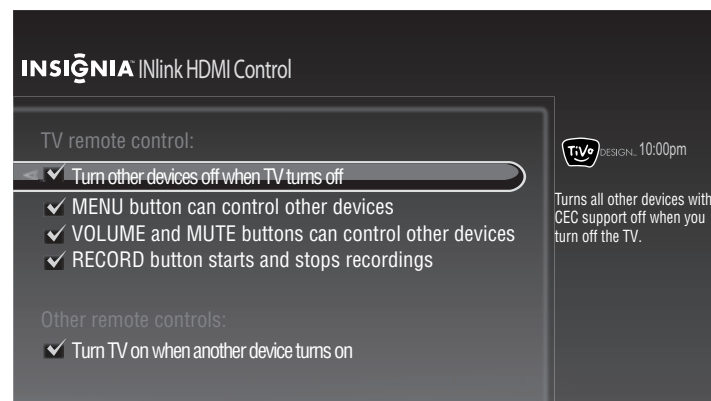 INSIGNIA™ INlink HDMI Control
TV remote control:
Turn other devices off when TV turns off
MENU button can control other devices
VOLUME and MUTE buttons can control other devices
RECORD button starts and stops recordings
Other remote controls:
Turn TV on when another device turns on
TiVo DESIGN™ 10:00pm
Turns all other devices with
CEC support off when you
turn off the TV.